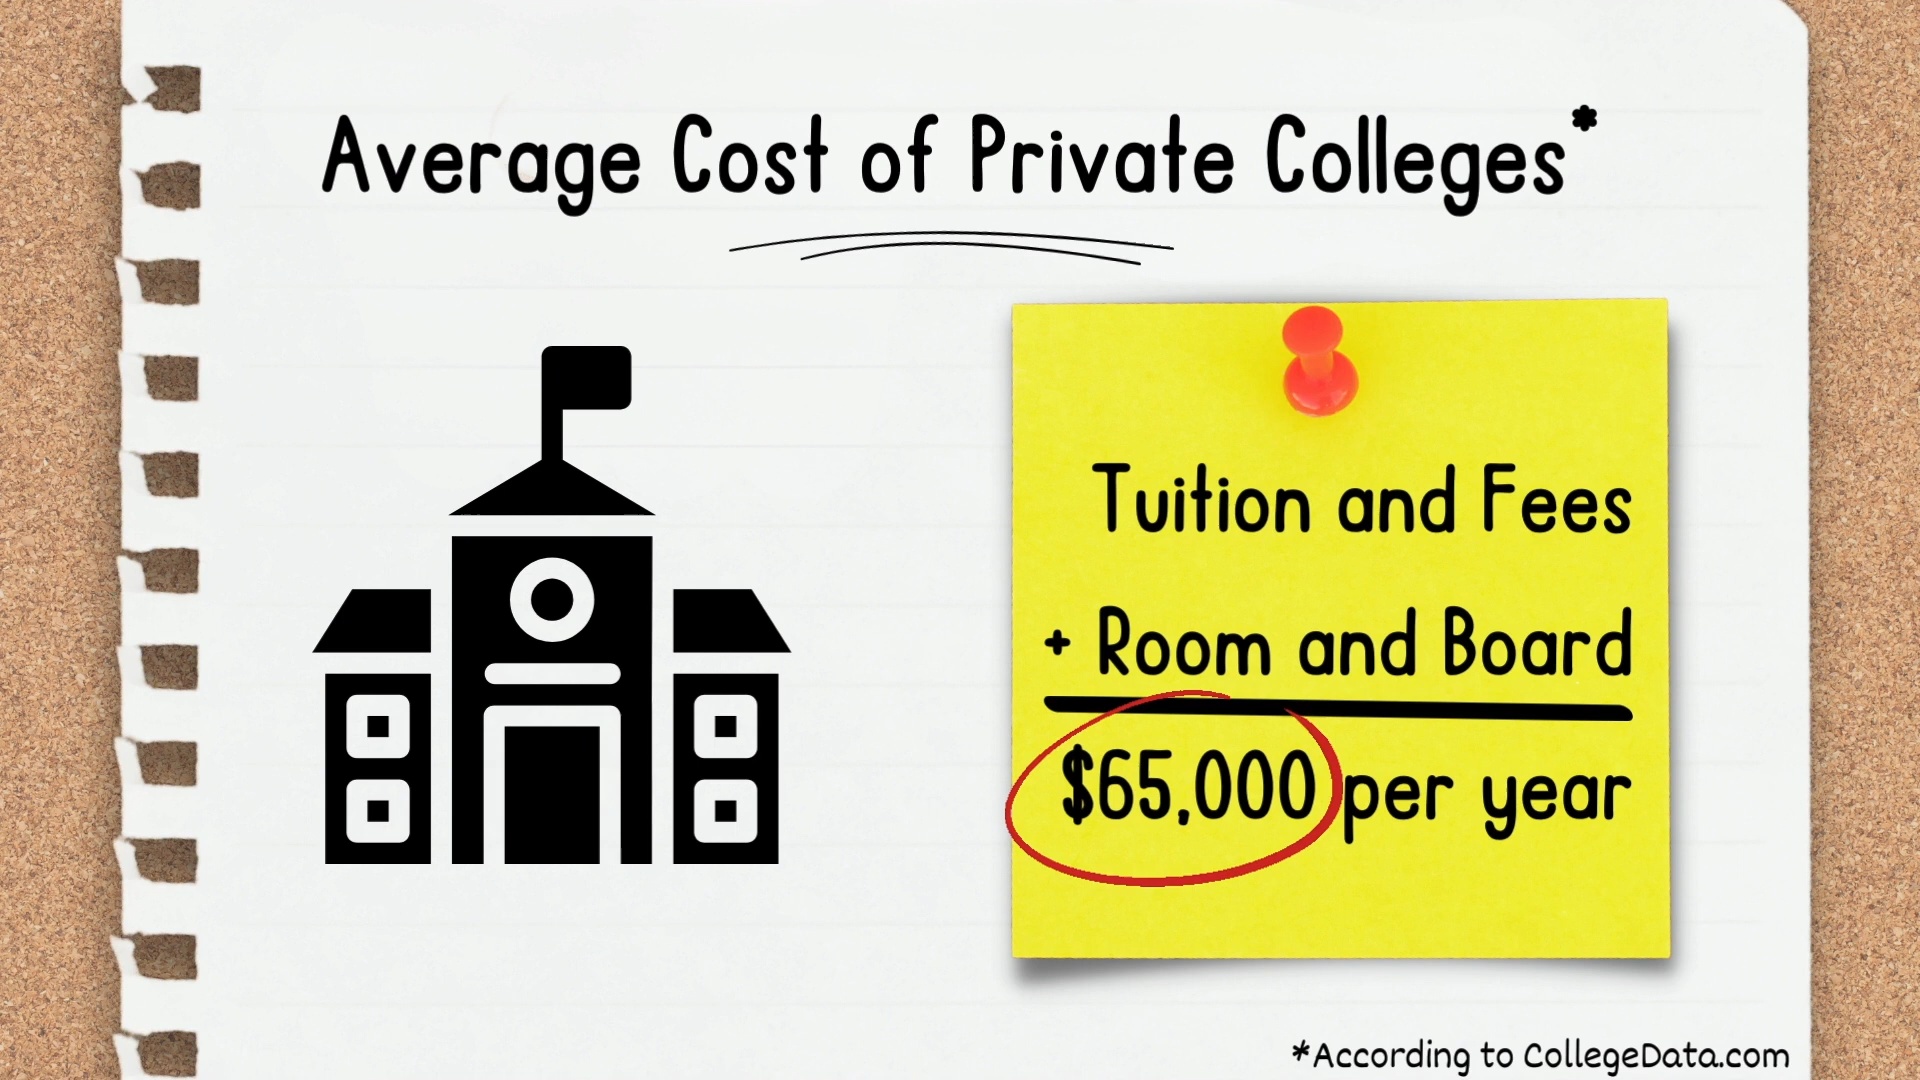 Average Cost of Private Colleges*
Tuition and Fees
+ Room and Board
$65,000 per year
*According to CollegeData.com